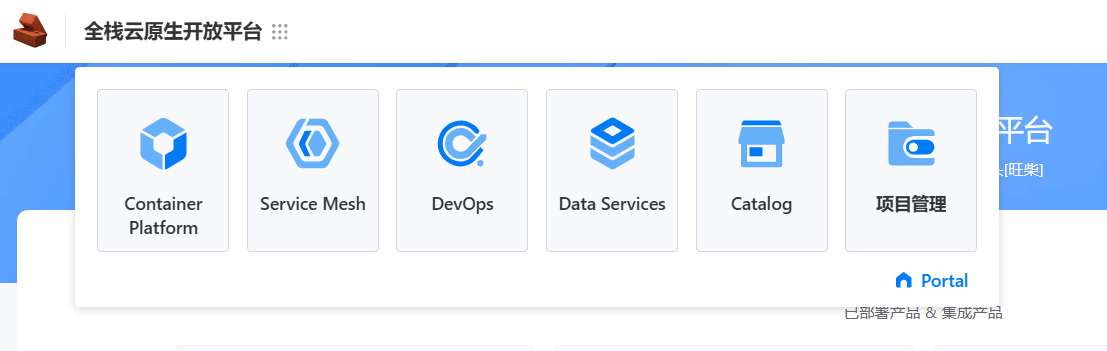 全栈云原生开放平台
平台
[旺柴]
Container
Platform
Service Mesh
DevOps
Data Services
Catalog
项目管理
Portal
已部署产品 & 集成产品